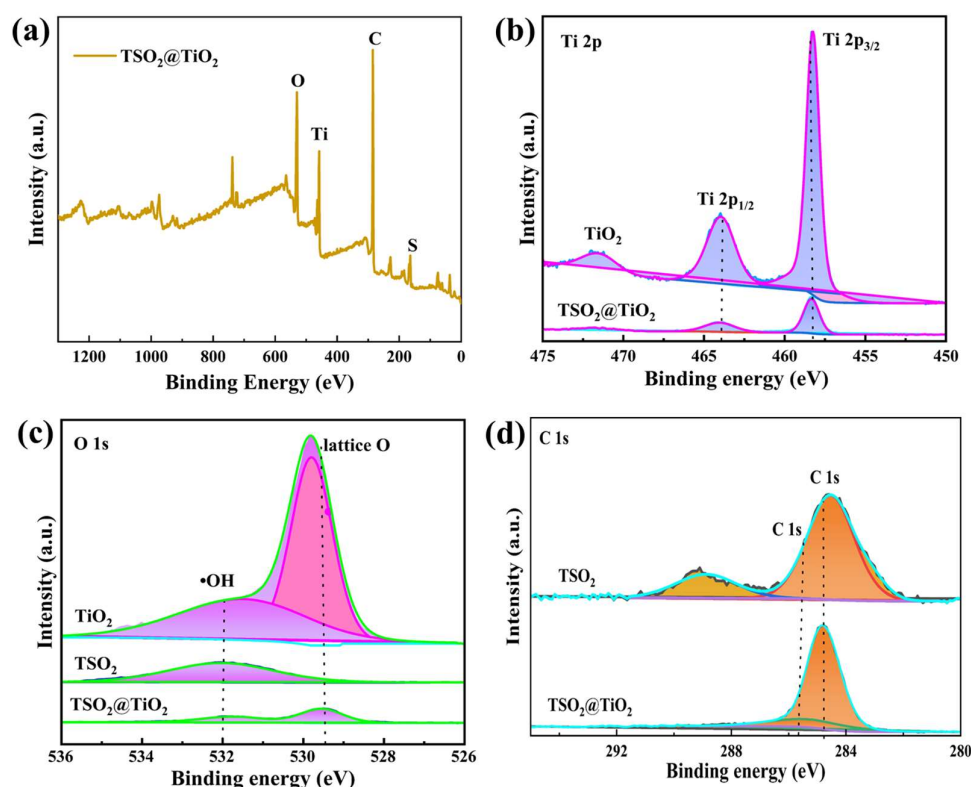 (a)
TSO₂@TiO₂
C
O
Ti
S
Intensity (a.u.)
1200 1000 800 600 400 200 0
Binding Energy (eV)
(b)
Ti 2p
Ti 2p₃/₂
Ti 2p₁/₂
TiO₂
TSO₂@TiO₂
Intensity (a.u.)
475 470 465 460 455 450
Binding energy (eV)
(c)
O 1s
lattice O
•OH
TiO₂
TSO₂
TSO₂@TiO₂
Intensity (a.u.)
536 534 532 530 528 526
Binding energy (eV)
(d)
C 1s
C 1s
C 1s
TSO₂
TSO₂@TiO₂
Intensity (a.u.)
292 288 284 280
Binding energy (eV)